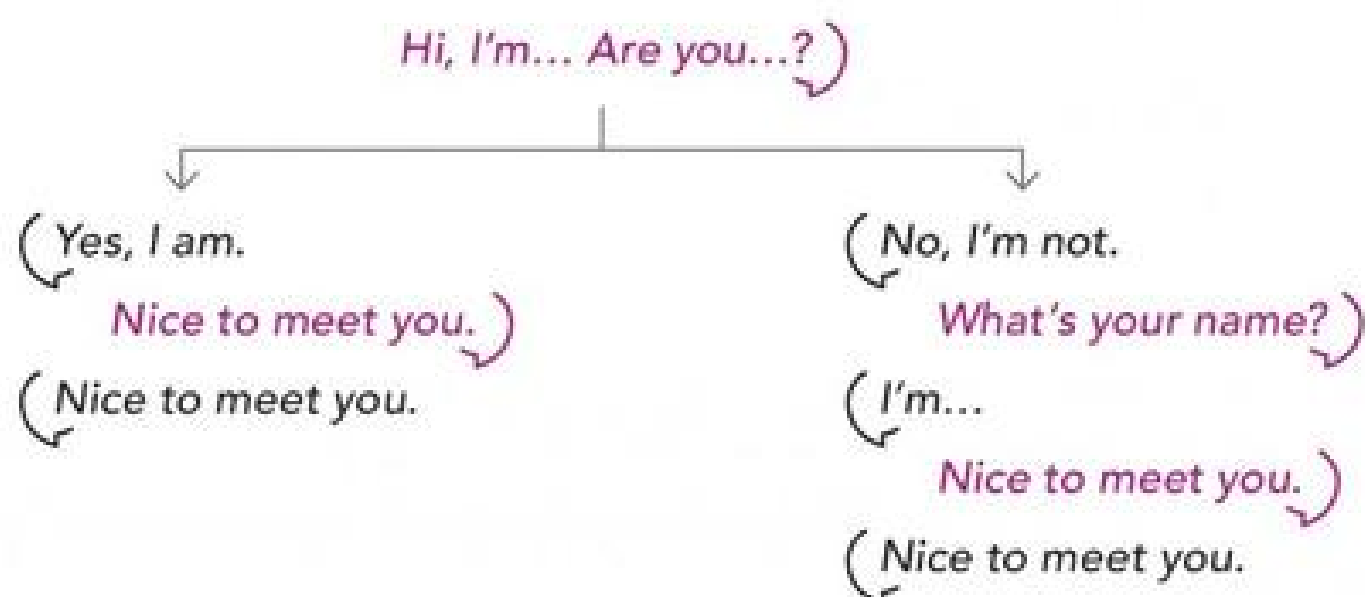 Hi, I'm... Are you...?
Yes, I am.
Nice to meet you.
Nice to meet you.
No, I'm not.
What's your name?
I'm...
Nice to meet you.
Nice to meet you.